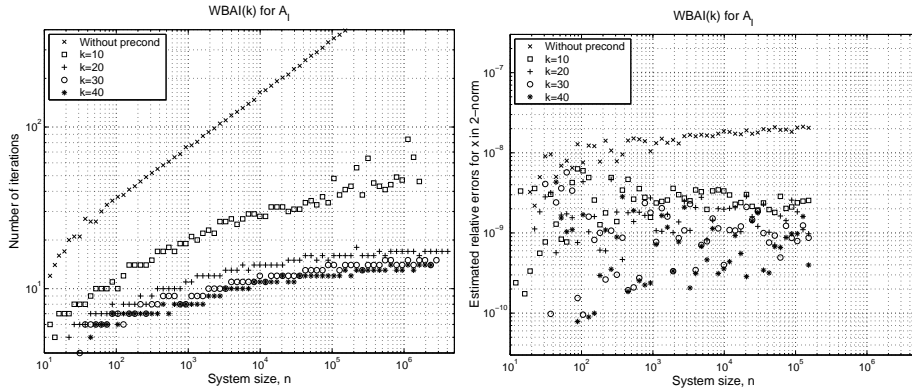 WBAI(k) for A_l
Number of iterations
10^2
10^1
Without precond
k=10
k=20
k=30
k=40
10^1 10^2 10^3 10^4 10^5 10^6
System size, n
WBAI(k) for A_l
Estimated relative errors for x in 2−norm
10^−7
10^−8
10^−9
10^−10
Without precond
k=10
k=20
k=30
k=40
10^1 10^2 10^3 10^4 10^5 10^6
System size, n